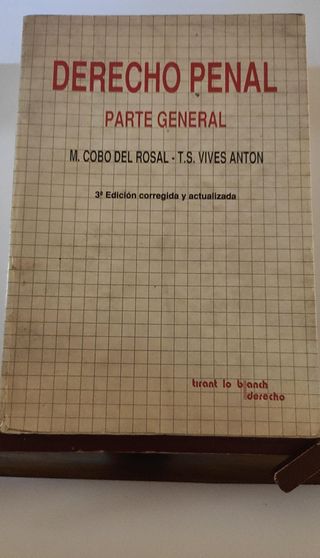 DERECHO PENAL
PARTE GENERAL
M. COBO DEL ROSAL - T.S. VIVES ANTON
3ª Edición corregida y actualizada
tirant lo blanch
derecho